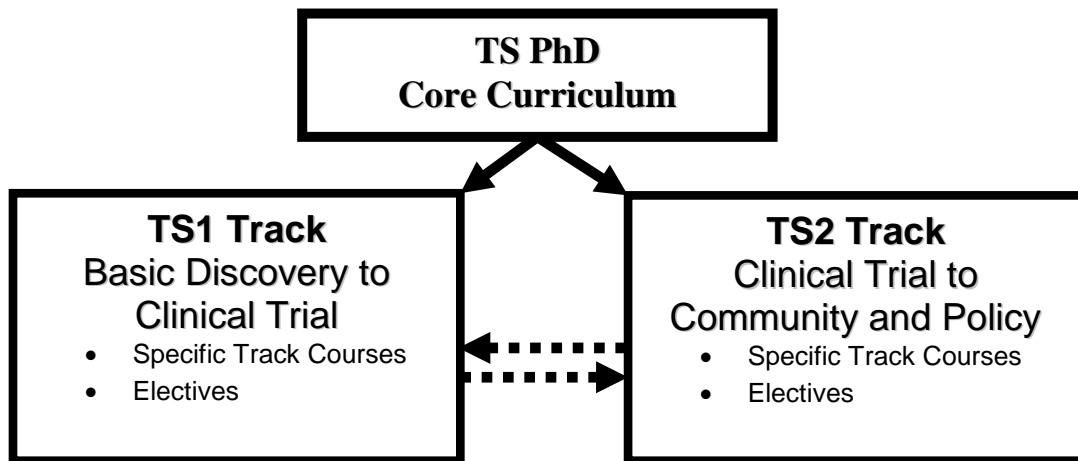 TS PhD
Core Curriculum
TS1 Track
Basic Discovery to
Clinical Trial
• Specific Track Courses
• Electives
TS2 Track
Clinical Trial to
Community and Policy
• Specific Track Courses
• Electives